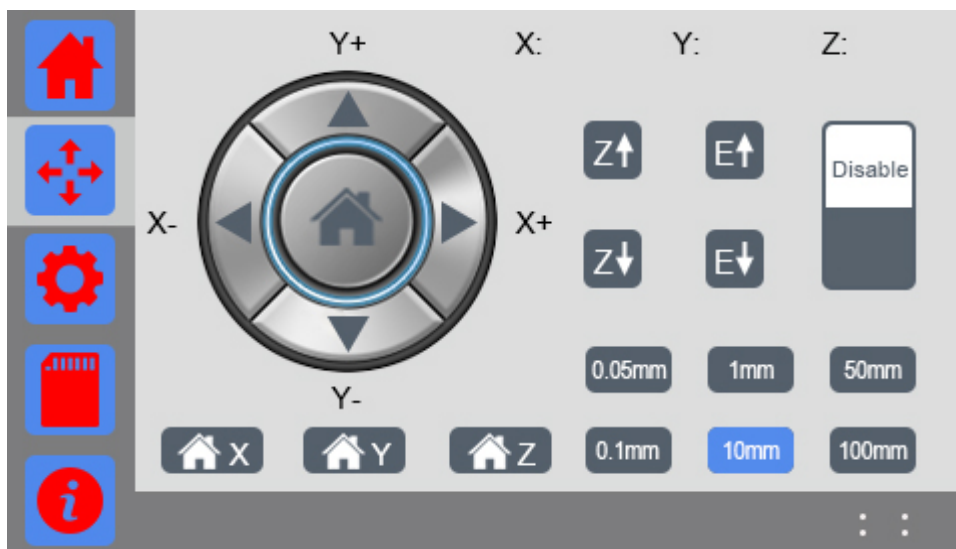 Y+ X: Y: Z:
Z E Disable
X- X+
Z E
0.05mm 1mm 50mm
Y-
X Y Z 0.1mm 10mm 100mm
i
: :